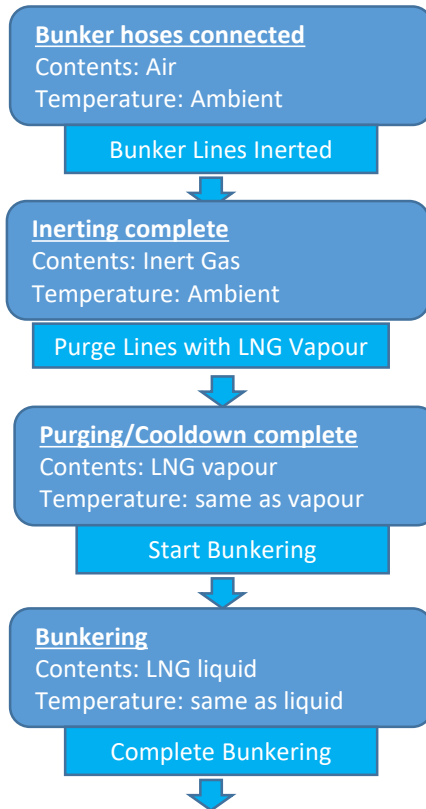 Bunker hoses connected
Contents: Air
Temperature: Ambient
Bunker Lines Inerted
Inerting complete
Contents: Inert Gas
Temperature: Ambient
Purge Lines with LNG Vapour
Purging/Cooldown complete
Contents: LNG vapour
Temperature: same as vapour
Start Bunkering
Bunkering
Contents: LNG liquid
Temperature: same as liquid
Complete Bunkering